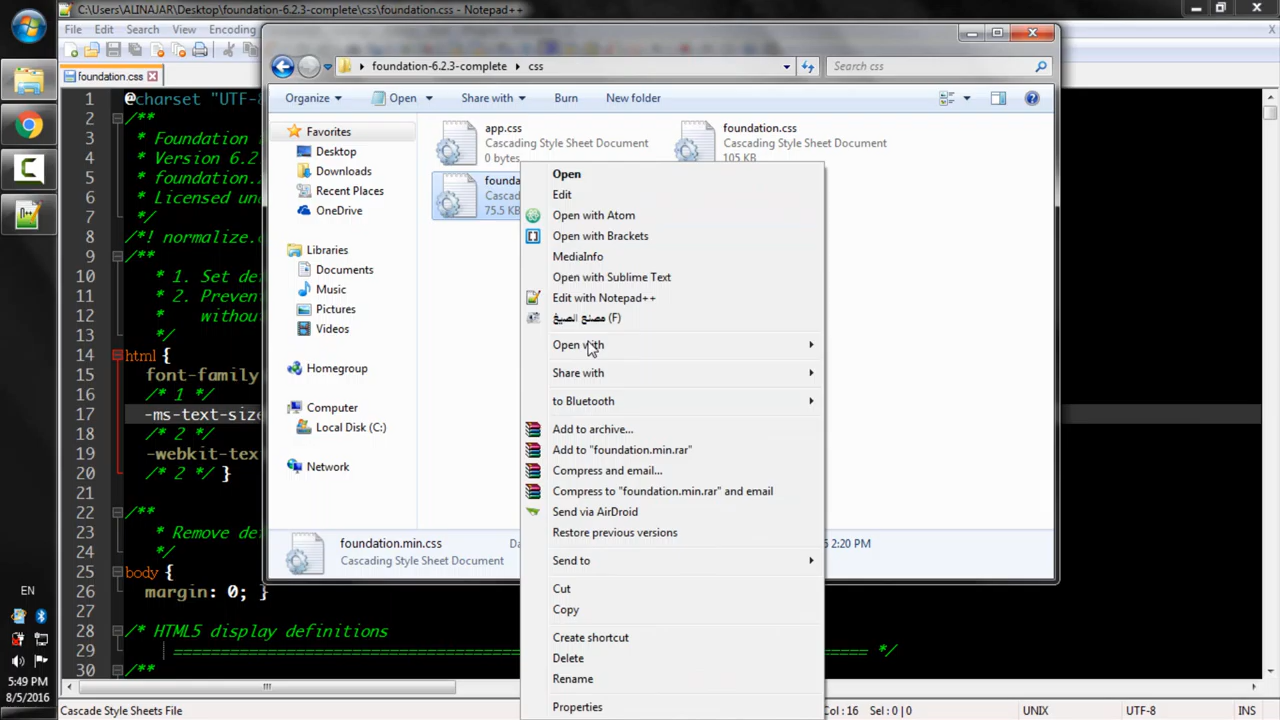 C:\Users\ALINAJAR\Desktop\foundation-6.2.3-complete\css\foundation.css - Notepad++
File Edit Search View Encoding
X
foundation.css
foundation-6.2.3-complete css
Search css
Organize Open Share with Burn New folder
Favorites
Desktop
Downloads
Recent Places
OneDrive
Libraries
Documents
Music
Pictures
Videos
Homegroup
Computer
Local Disk (C:)
Network
app.css
Cascading Style Sheet Document
0 bytes
foundation.css
Cascading Style Sheet Document
105 KB
founda
Casca
75.5 KB
Open
Edit
Open with Atom
Open with Brackets
MediaInfo
Open with Sublime Text
Edit with Notepad++
مصنع الصيغ (F)
Open with
Share with
to Bluetooth
Add to archive...
Add to "foundation.min.rar"
Compress and email...
Compress to "foundation.min.rar" and email
Send via AirDroid
Restore previous versions
Send to
Cut
Copy
Create shortcut
Delete
Rename
Properties
foundation.min.css
Cascading Style Sheet Document
2:20 PM
1 @charset "UTF-8
2 /**
3 * Foundation
4 * Version 6.2
5 * foundation.
6 * Licensed und
7 */
8 /*! normalize.
9 /**
10 * 1. Set de
11 * 2. Preven
12 witho
13 */
14 html {
15 font-family
16 /* 1 */
17 -ms-text-size
18 /* 2 */
19 -webkit-tex
20 /* 2 */ }
21
22 /**
23 * Remove de
24 */
25 body {
26 margin: 0; }
27
28 /* HTML5 display definitions
29 ========================================================================== */
30 /**
EN
5:49 PM
8/5/2016
Cascade Style Sheets File
Col : 16 Sel : 0 | 0
UNIX
UTF-8
INS